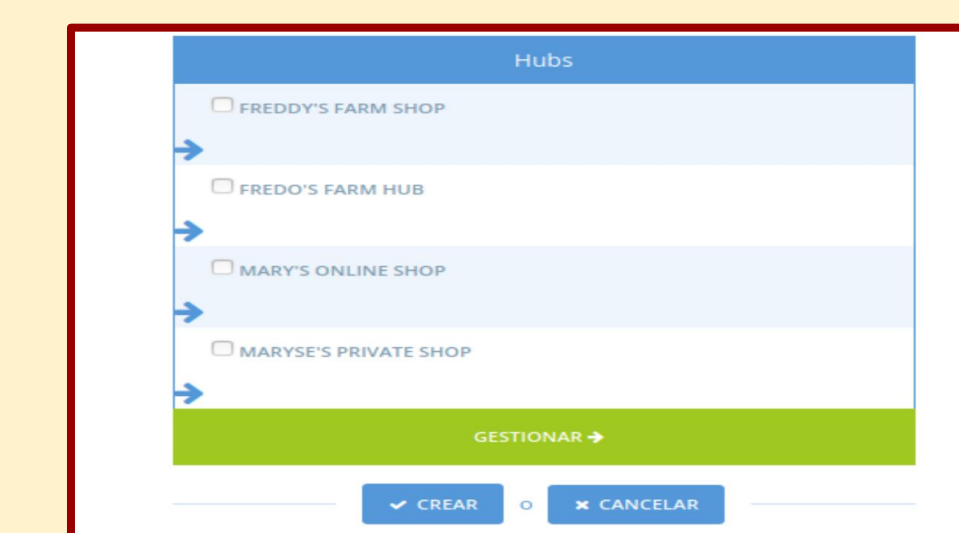 Hubs
FREDDY'S FARM SHOP
FREDO'S FARM HUB
MARY'S ONLINE SHOP
MARYSE'S PRIVATE SHOP
GESTIONAR
CREAR o CANCELAR